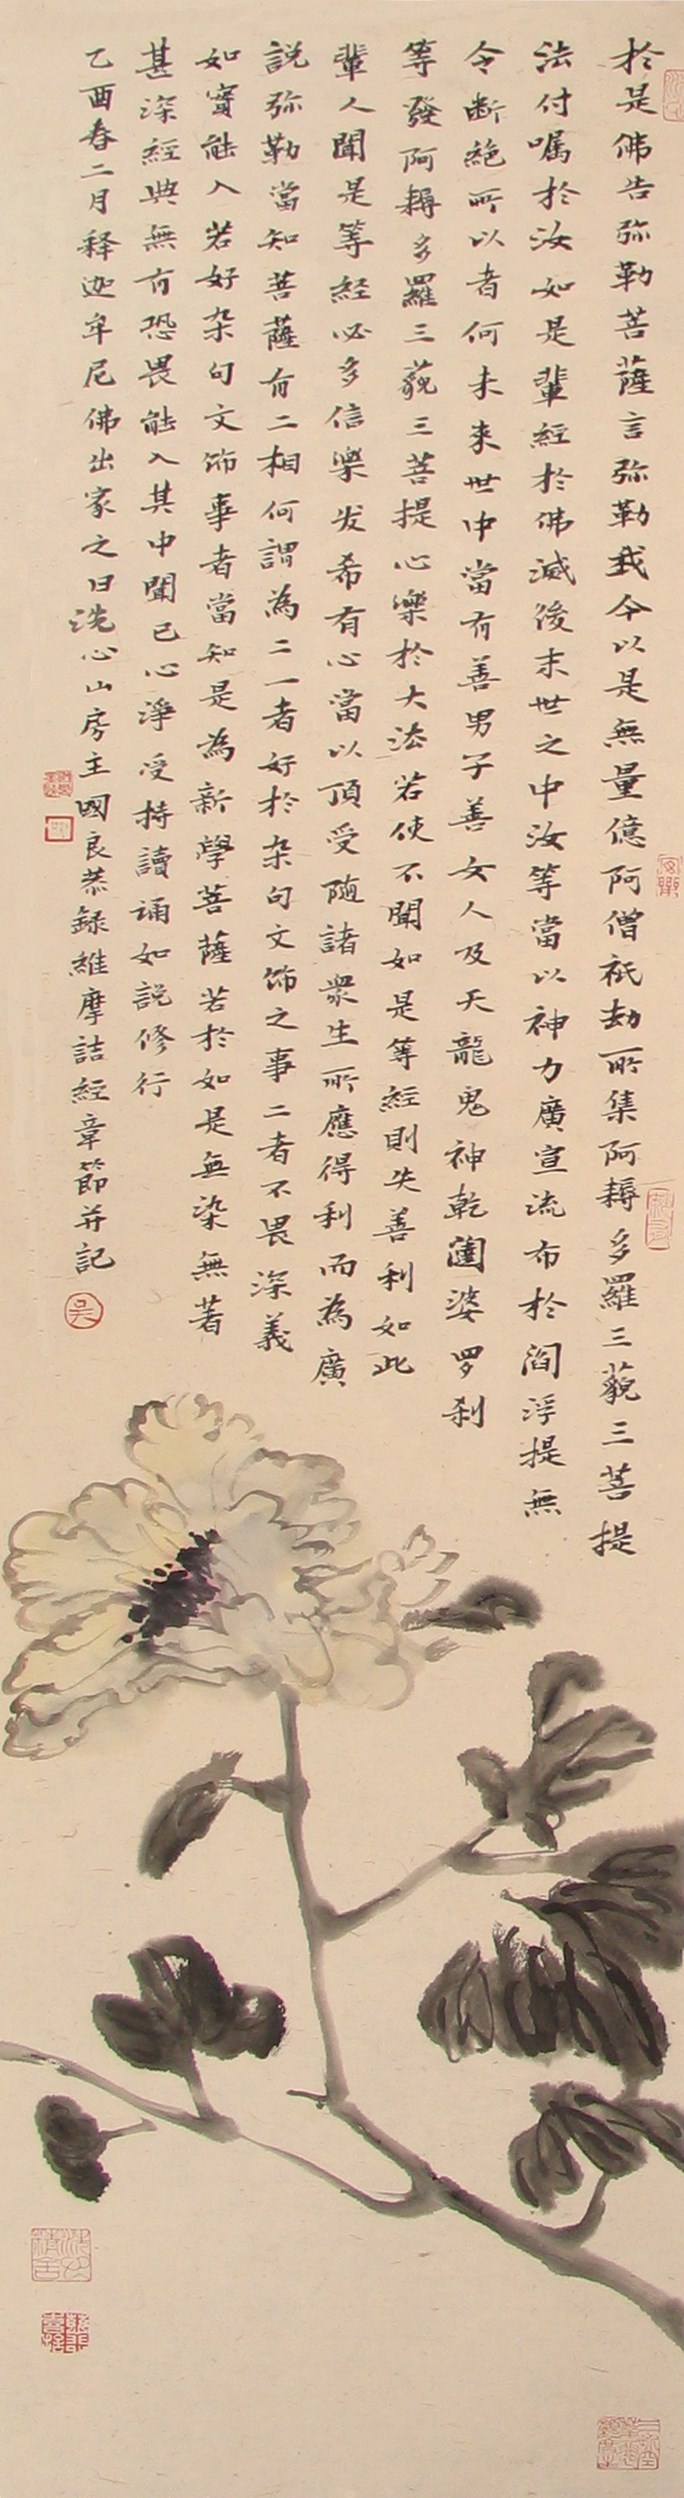 於是佛告弥勒菩薩言弥勒我今以是無量億阿僧祇劫所集阿耨多羅三藐三菩提
法付嘱於汝如是輩經於佛滅後末世之中汝等當以神力廣宣流布於閻浮提無
令断絶所以者何未来世中當有善男子善女人及天龍鬼神乾闥婆罗刹
等發阿耨多羅三藐三菩提心樂於大法若使不聞如是等經則失善利如此
輩人聞是等經必多信樂发希有心當以頂受随諸衆生所應得利而為廣
說弥勒當知菩薩有二相何謂為二一者好於杂句文饰之事二者不畏深義
如實能入若好杂句文饰事者當知是為新學菩薩若於如是無染無著
甚深經典無有恐畏能入其中聞已心淨受持讀诵如説修行
乙酉春二月释迦牟尼佛出家之日洗心山房主國良恭録維摩詰經章節并記
吴